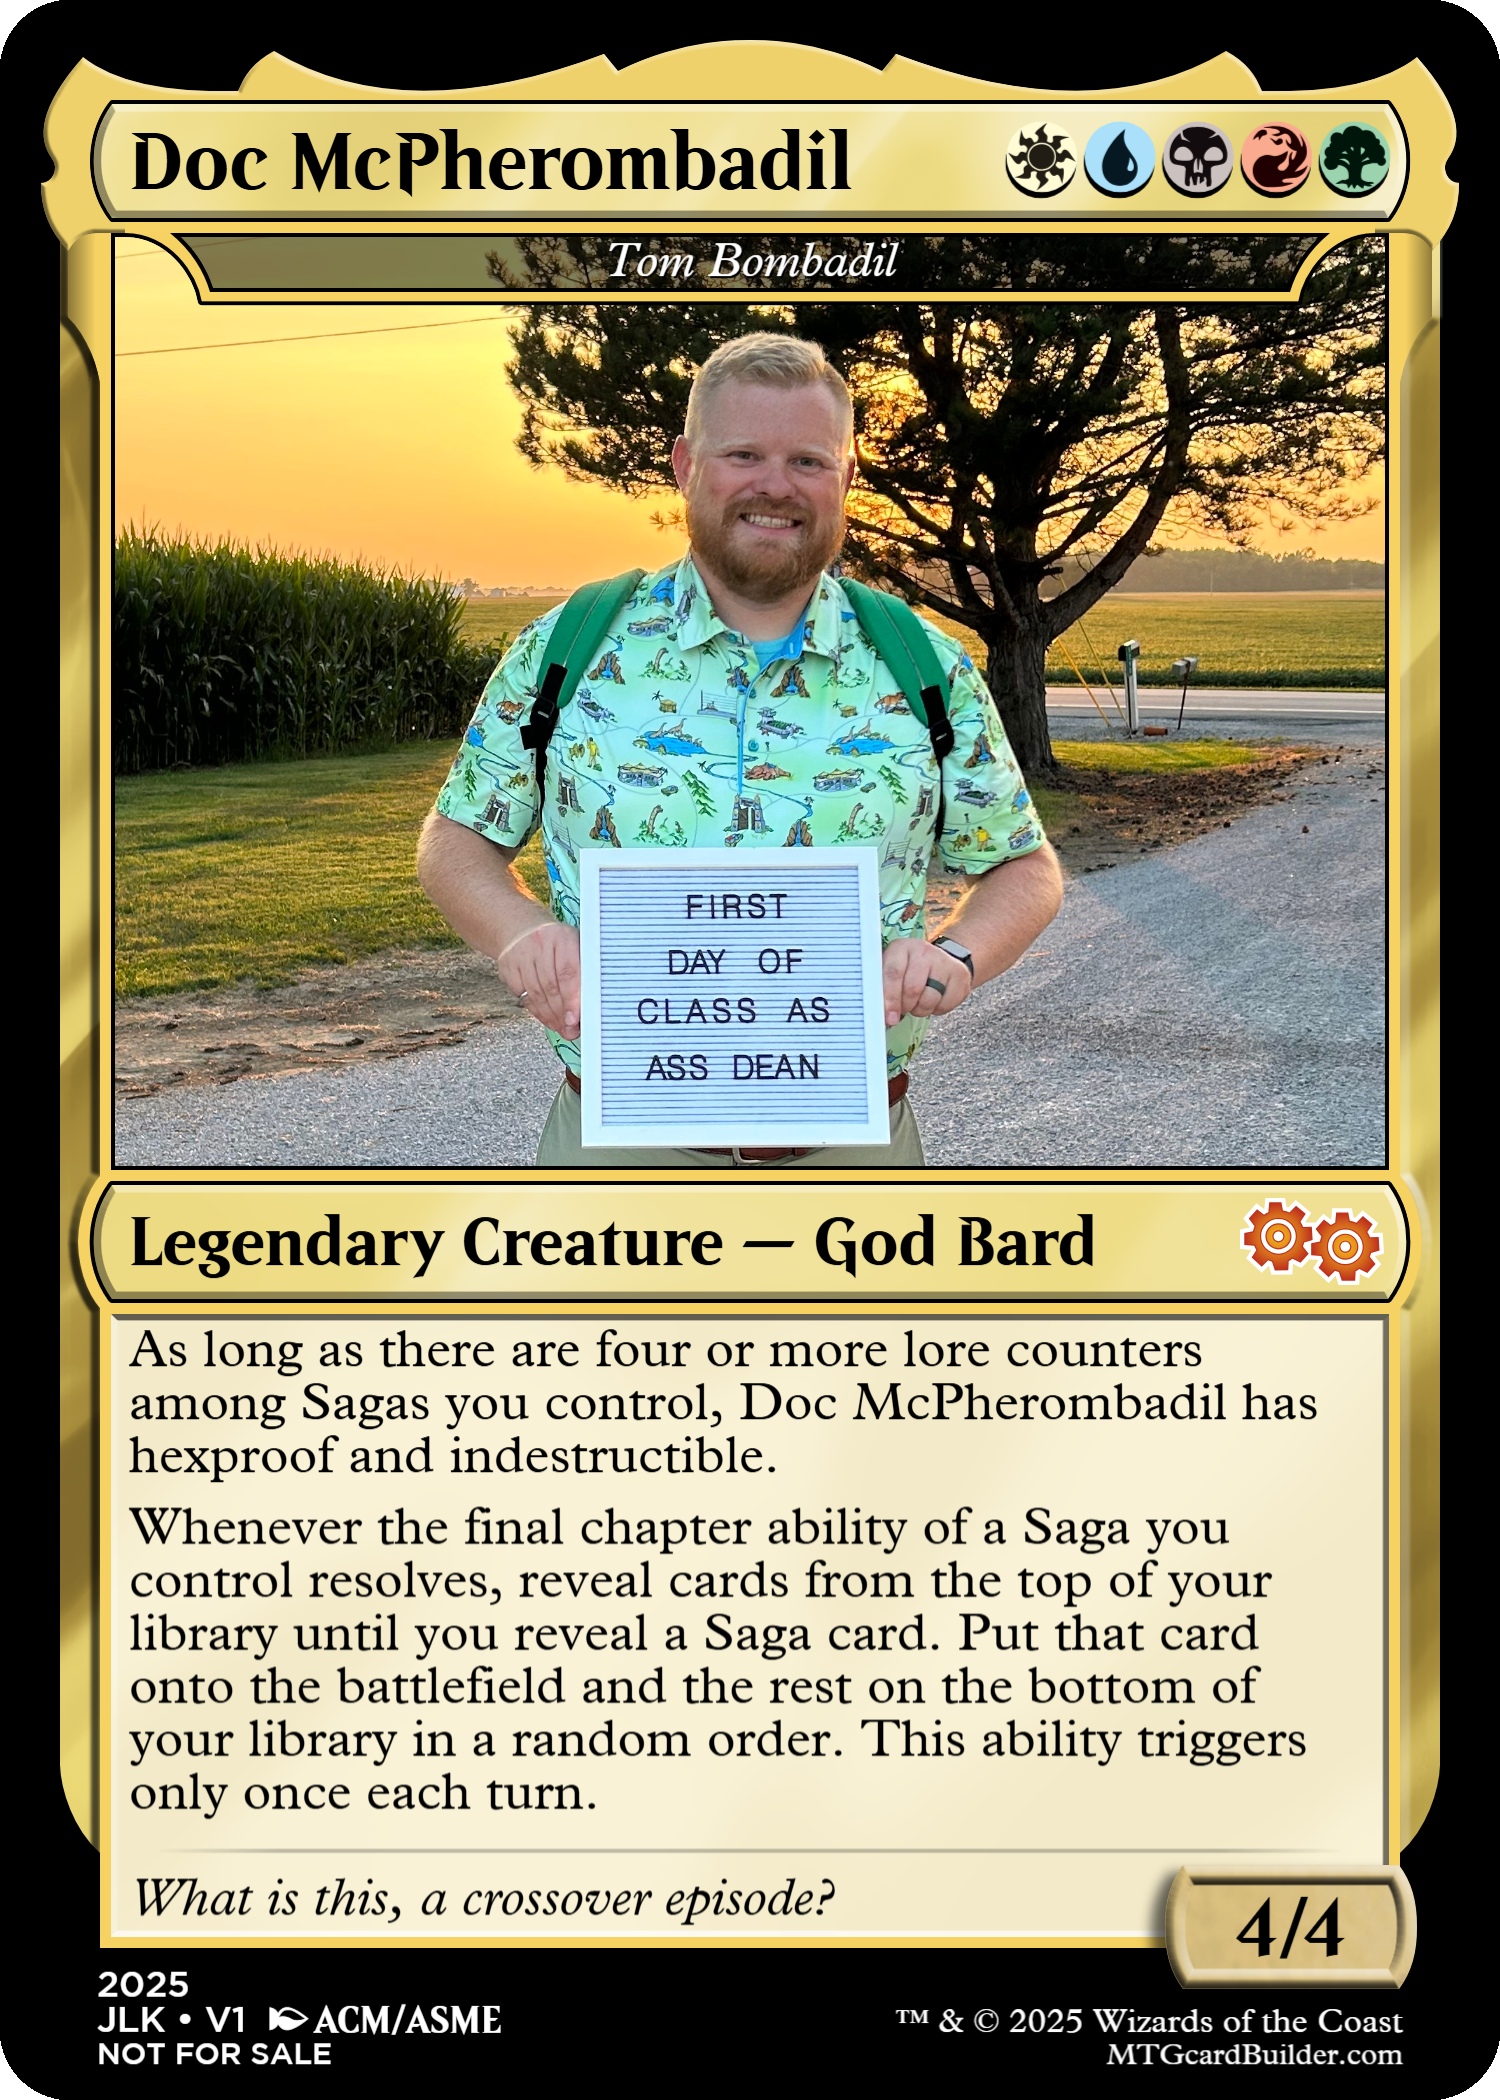 Doc McPherombadil
Tom Bombadil
FIRST
DAY OF
CLASS AS
ASS DEAN
Legendary Creature — God Bard
As long as there are four or more lore counters
among Sagas you control, Doc McPherombadil has
hexproof and indestructible.
Whenever the final chapter ability of a Saga you
control resolves, reveal cards from the top of your
library until you reveal a Saga card. Put that card
onto the battlefield and the rest on the bottom of
your library in a random order. This ability triggers
only once each turn.
What is this, a crossover episode?
4/4
2025
JLK • V1 ACM/ASME
NOT FOR SALE
™ & © 2025 Wizards of the Coast
MTGcardBuilder.com